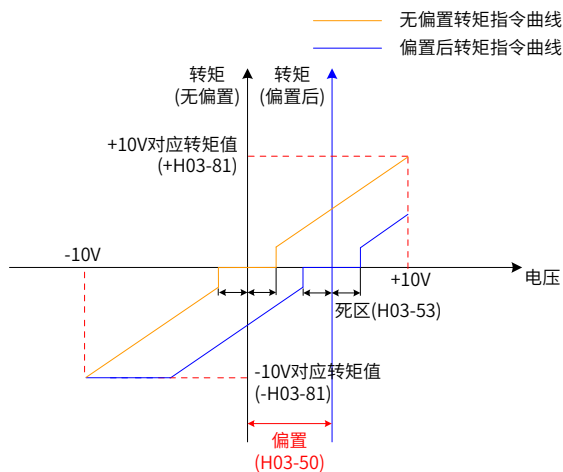 无偏置转矩指令曲线
偏置后转矩指令曲线
转矩
(无偏置)
转矩
(偏置后)
+10V对应转矩值
(+H03-81)
-10V
+10V
电压
死区(H03-53)
-10V对应转矩值
(-H03-81)
偏置
(H03-50)